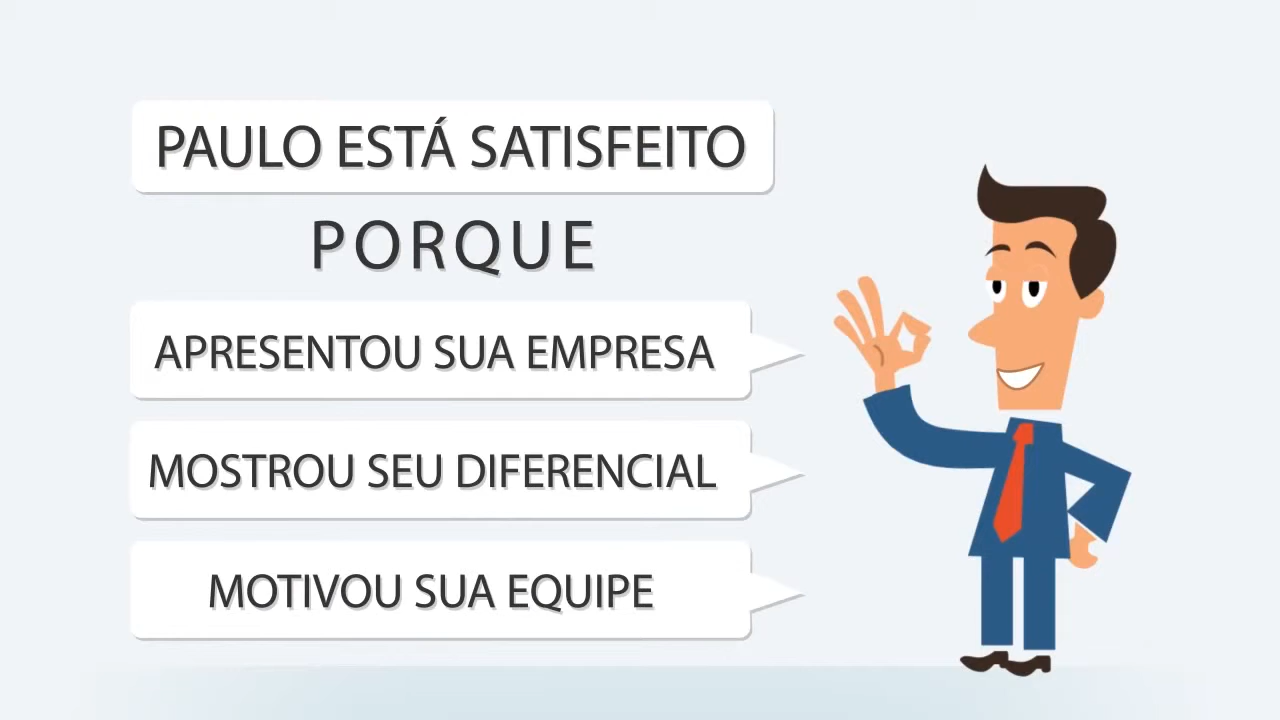 PAULO ESTÁ SATISFEITO
PORQUE
APRESENTOU SUA EMPRESA
MOSTROU SEU DIFERENCIAL
MOTIVOU SUA EQUIPE